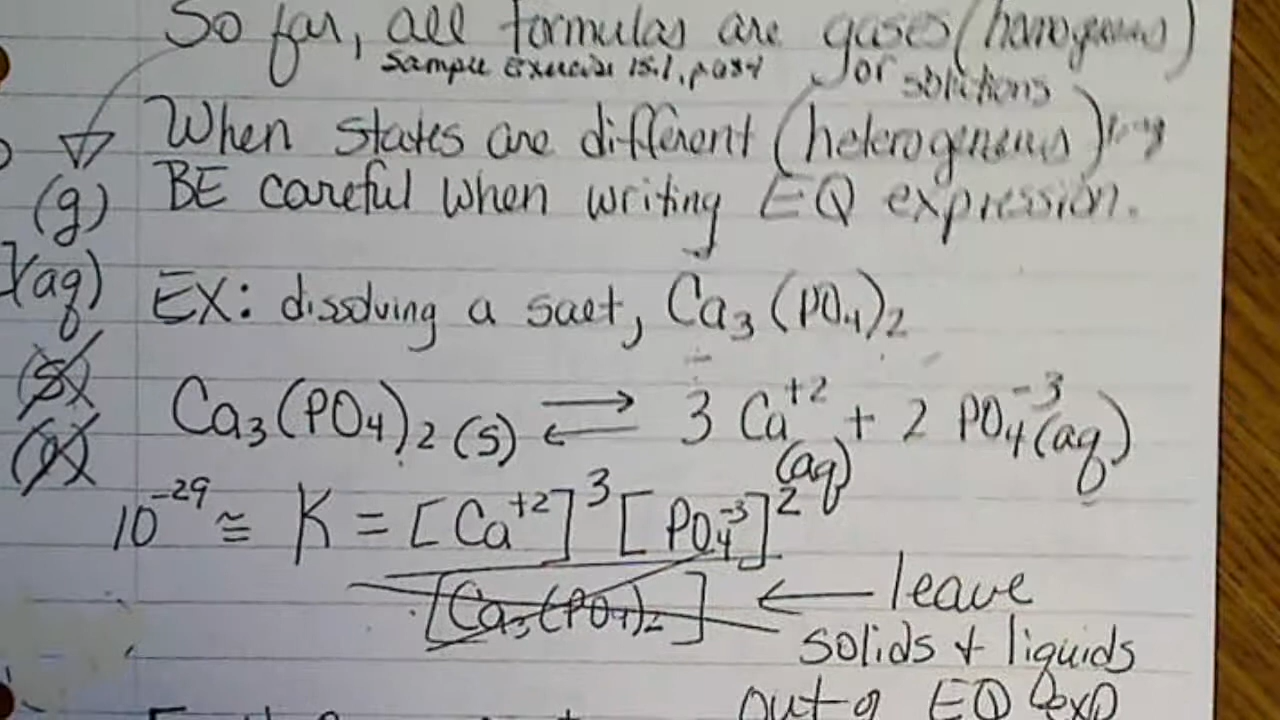 So far, all formulas are gases (homogeneous)
Sample Exercise 15.1, p
or solutions
When states are different (heterogeneous)
(g) BE careful when writing EQ expression.
(aq) EX: dissolving a salt, Ca₃(PO₄)₂
(s)
Ca₃(PO₄)₂ (s) ⇌ 3 Ca⁺² (aq) + 2 PO₄⁻³ (aq)
(l)
10⁻²⁹ ≅ K = [Ca⁺²]³ [PO₄⁻³]²
[Ca₃(PO₄)₂] ← leave
solids + liquids
out of EQ exp